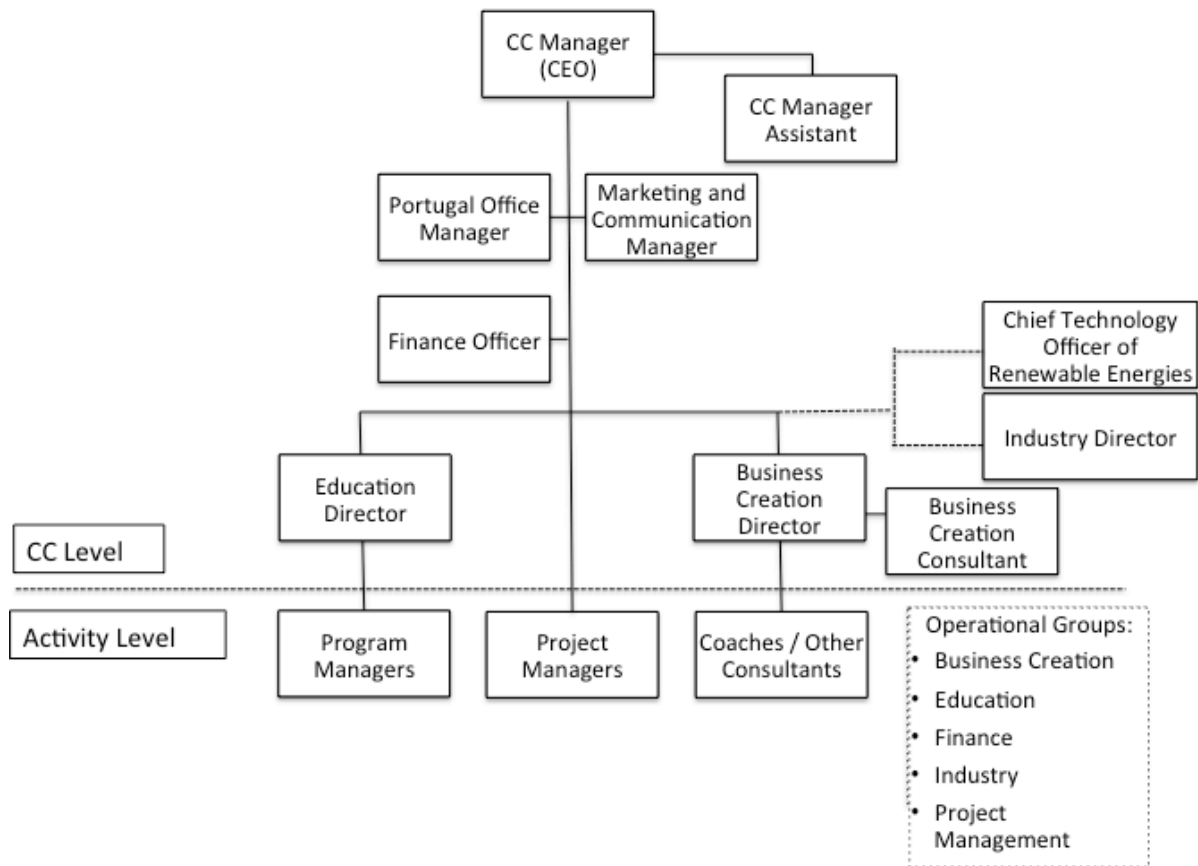 CC Manager
(CEO)
CC Manager
Assistant
Portugal Office
Manager
Marketing and
Communication
Manager
Finance Officer
Chief Technology
Officer of
Renewable Energies
Industry Director
Education
Director
Business
Creation
Director
Business
Creation
Consultant
CC Level
Activity Level
Program
Managers
Project
Managers
Coaches / Other
Consultants
Operational Groups:
• Business Creation
• Education
• Finance
• Industry
• Project
Management